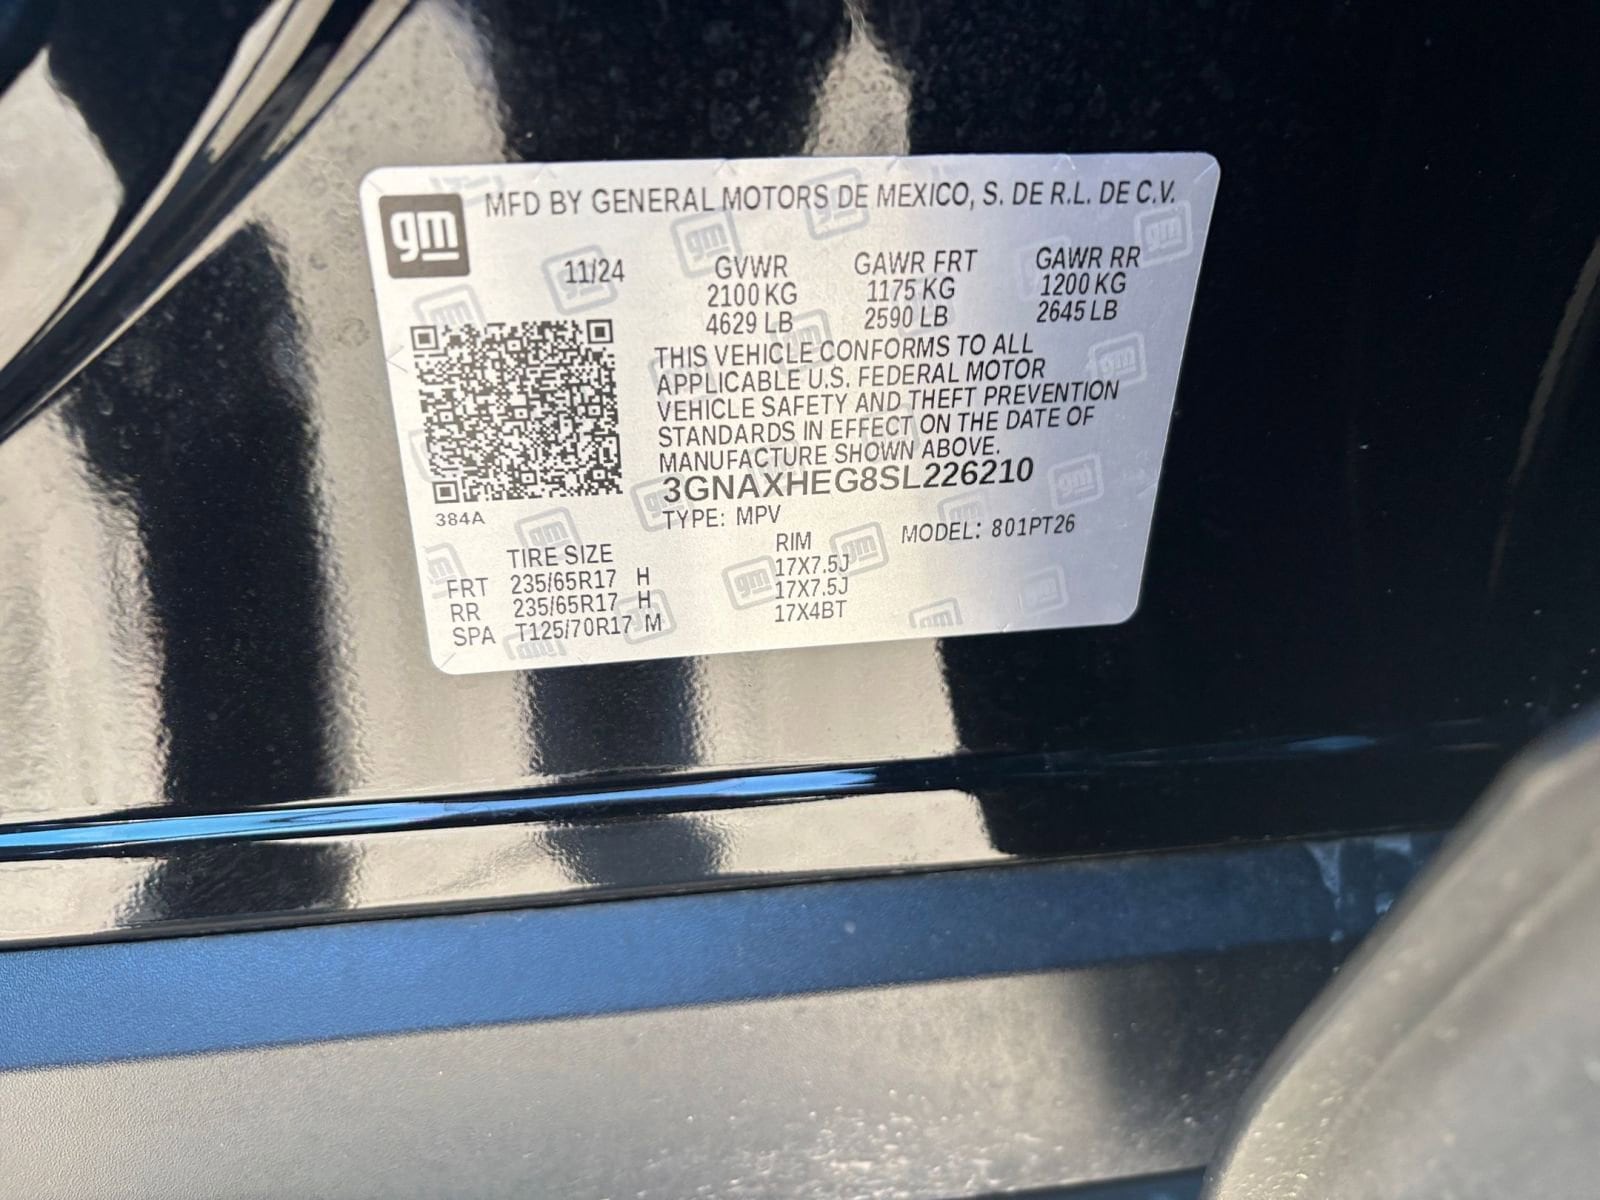 gm MFD BY GENERAL MOTORS DE MEXICO, S. DE R.L. DE C.V.
11/24 GVWR GAWR FRT GAWR RR
2100 KG 1175 KG 1200 KG
4629 LB 2590 LB 2645 LB
THIS VEHICLE CONFORMS TO ALL
APPLICABLE U.S. FEDERAL MOTOR
VEHICLE SAFETY AND THEFT PREVENTION
STANDARDS IN EFFECT ON THE DATE OF
MANUFACTURE SHOWN ABOVE.
3GNAXHEG8SL226210
384A TYPE: MPV MODEL: 801PT26
TIRE SIZE RIM
FRT 235/65R17 H 17X7.5J
RR 235/65R17 H 17X7.5J
SPA T125/70R17 M 17X4BT